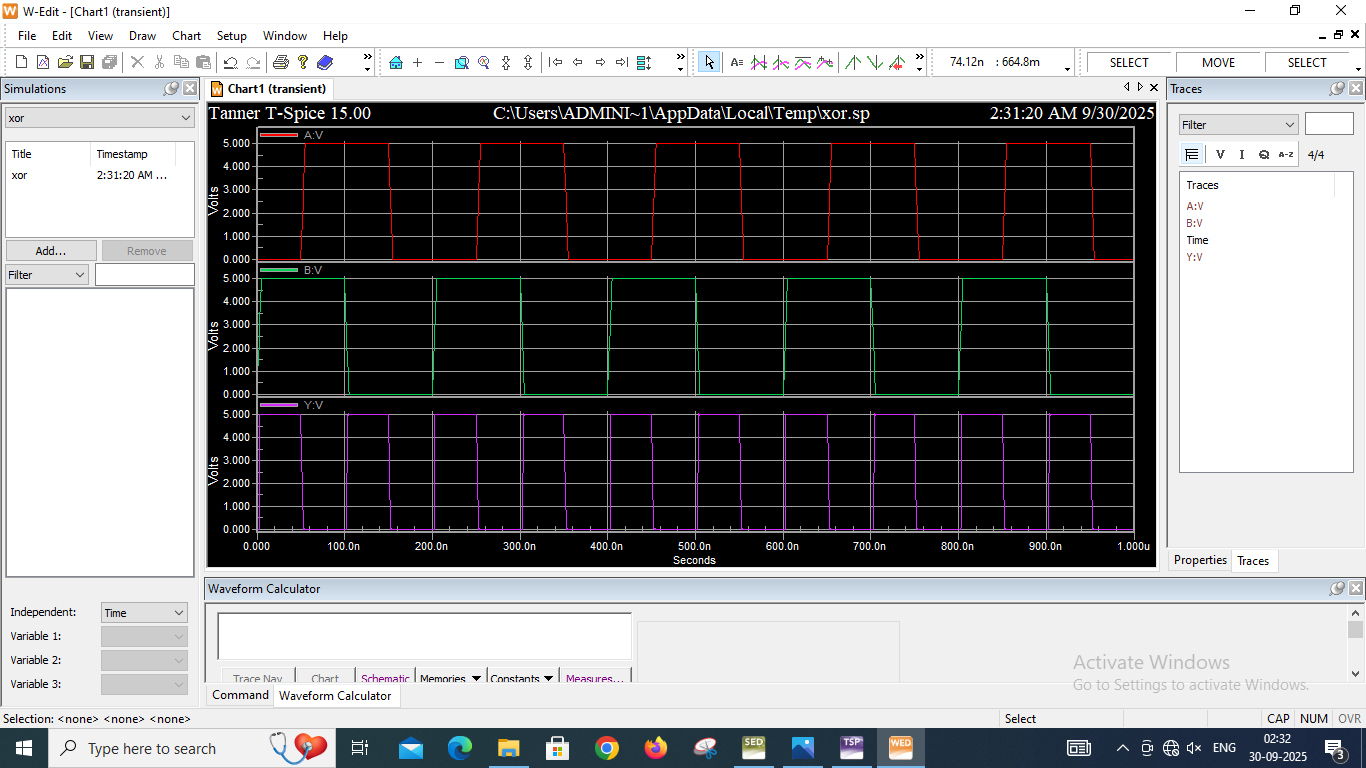 W-Edit - [Chart1 (transient)]
File Edit View Draw Chart Setup Window Help
74.12n : 664.8m SELECT MOVE SELECT
Simulations
xor
Title Timestamp
xor 2:31:20 AM ...
Add... Remove
Filter
Independent: Time
Variable 1:
Variable 2:
Variable 3:
Chart1 (transient)
Tanner T-Spice 15.00 C:\Users\ADMINI~1\AppData\Local\Temp\xor.sp 2:31:20 AM 9/30/2025
A:V
5.000
4.000
3.000
2.000
1.000
0.000
Volts
B:V
5.000
4.000
3.000
2.000
1.000
0.000
Volts
Y:V
5.000
4.000
3.000
2.000
1.000
0.000
Volts
0.000 100.0n 200.0n 300.0n 400.0n 500.0n 600.0n 700.0n 800.0n 900.0n 1.000u
Seconds
Traces
Filter
V I Q A-Z 4/4
Traces
A:V
B:V
Time
Y:V
Properties Traces
Waveform Calculator
Trace Nav Chart Schematic Memories Constants Measures...
Command Waveform Calculator
Activate Windows
Go to Settings to activate Windows.
Selection: <none> <none> <none> Select CAP NUM OVR
Type here to search
SED TSP WED
ENG
02:32
30-09-2025
3